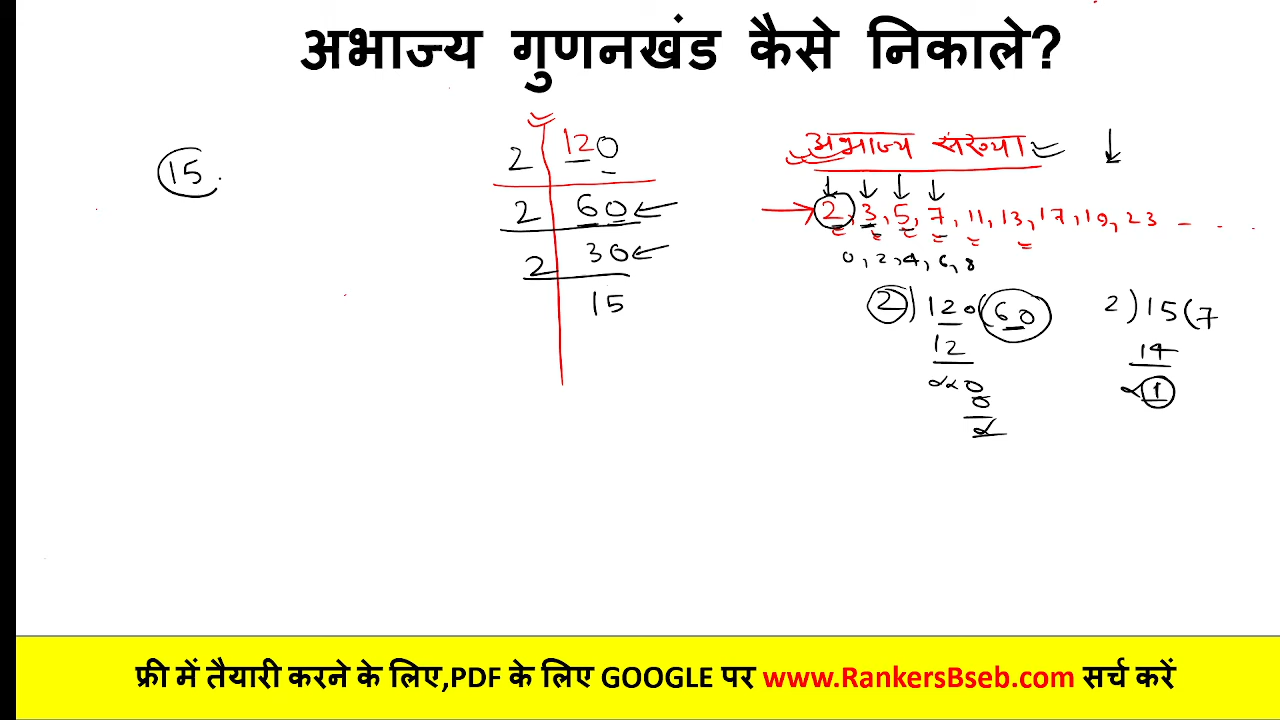 अभाज्य गुणनखंड कैसे निकाले?
15
2 120
2 60
2 30
15
अभाज्य संख्या
2, 3, 5, 7, 11, 13, 17, 19, 23 - . . .
0, 2, 4, 6, 8
2) 120 (60
12
0
0
2) 15 (7
14
1
फ्री में तैयारी करने के लिए,PDF के लिए GOOGLE पर www.RankersBseb.com सर्च करें